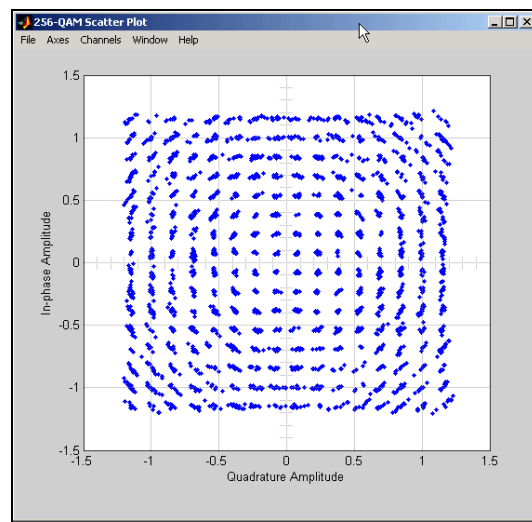 256-QAM Scatter Plot
File Axes Channels Window Help
1.5
1
0.5
0
-0.5
-1
-1.5
In-phase Amplitude
-1.5 -1 -0.5 0 0.5 1 1.5
Quadrature Amplitude